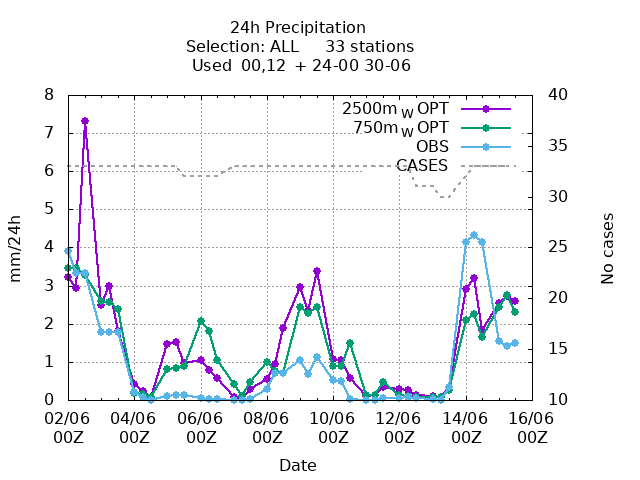 24h Precipitation
Selection: ALL 33 stations
Used 00,12 + 24-00 30-06
2500m W OPT
750m W OPT
OBS
CASES
mm/24h
8
7
6
5
4
3
2
1
0
No cases
40
35
30
25
20
15
10
02/06 04/06 06/06 08/06 10/06 12/06 14/06 16/06
00Z 00Z 00Z 00Z 00Z 00Z 00Z 00Z
Date